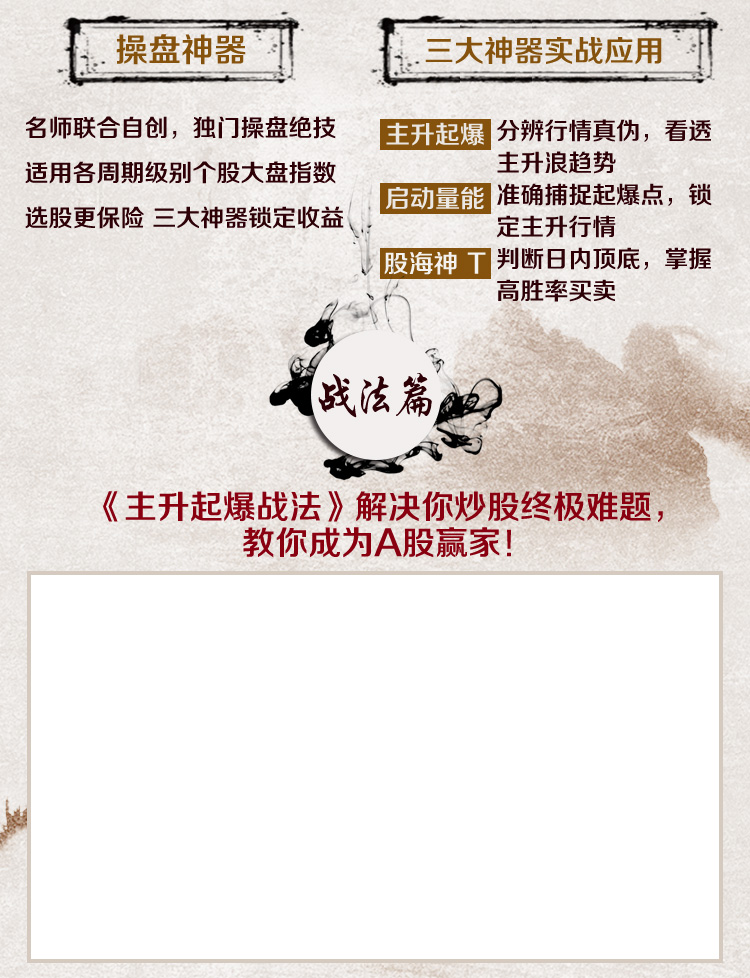 操盘神器
名师联合自创，独门操盘绝技
适用各周期级别个股大盘指数
选股更保险 三大神器锁定收益
三大神器实战应用
主升起爆 分辨行情真伪，看透
主升浪趋势
启动量能 准确捕捉起爆点，锁
定主升行情
股海神 T 判断日内顶底，掌握
高胜率买卖
战法篇
《主升起爆战法》解决你炒股终极难题，
教你成为A股赢家！